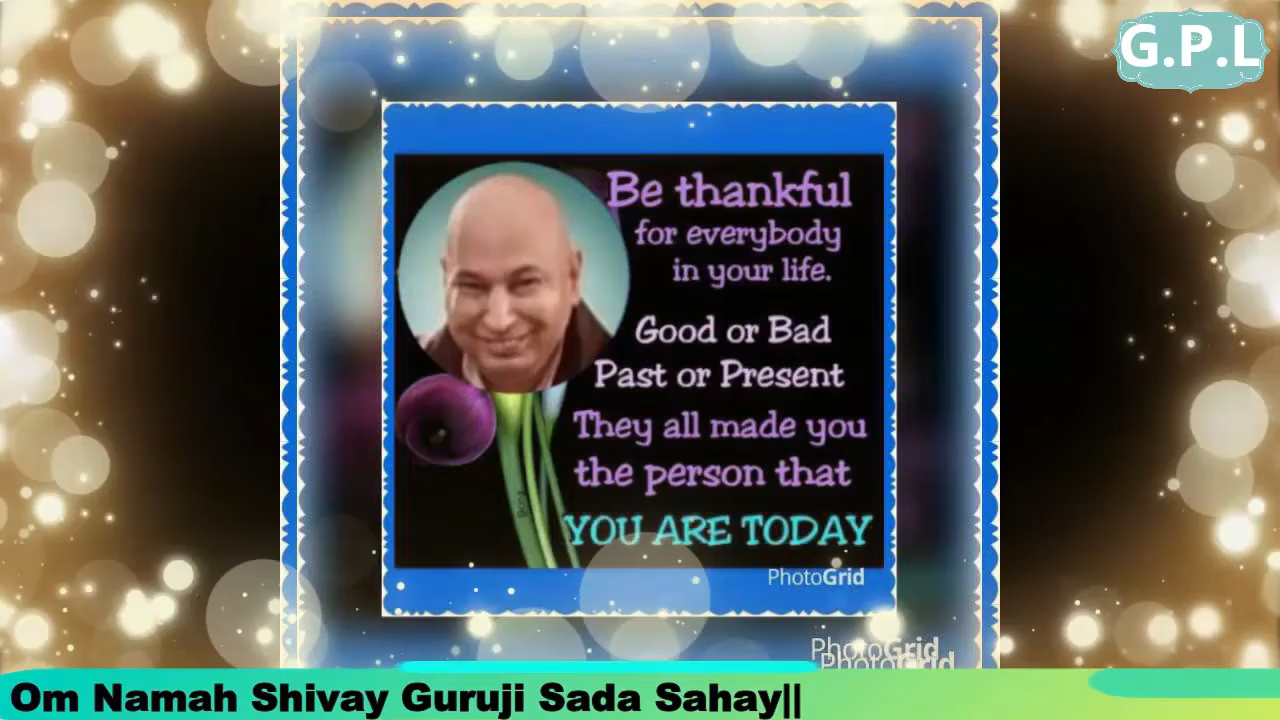 G.P.L
Be thankful
for everybody
in your life.
Good or Bad
Past or Present
They all made you
the person that
YOU ARE TODAY
PhotoGrid
PhotoGrid
PhotoGrid
Om Namah Shivay Guruji Sada Sahay||